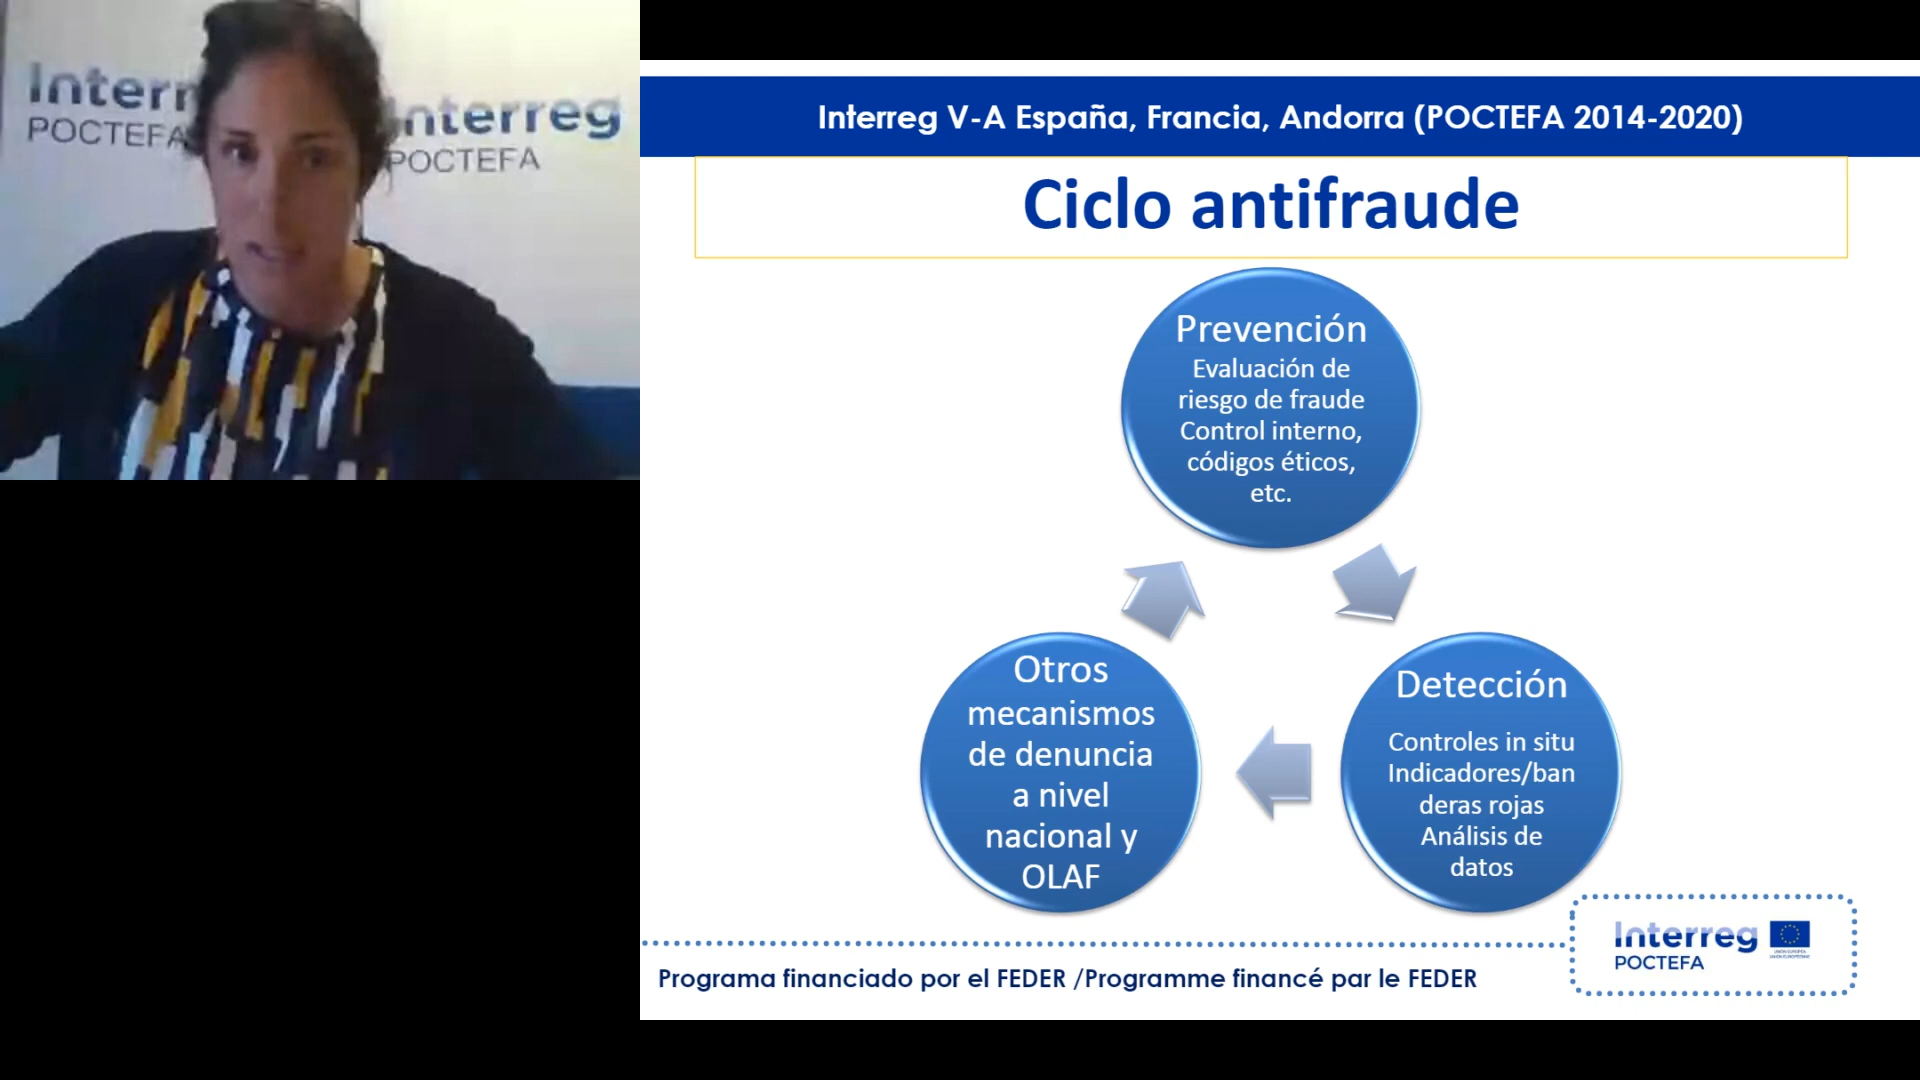 Interreg V-A España, Francia, Andorra (POCTEFA 2014-2020)
Ciclo antifraude
Prevención
Evaluación de
riesgo de fraude
Control interno,
códigos éticos,
etc.
Detección
Controles in situ
Indicadores/ban
deras rojas
Análisis de
datos
Otros
mecanismos
de denuncia
a nivel
nacional y
OLAF
Programa financiado por el FEDER /Programme financé par le FEDER
Interreg
POCTEFA
Interr
POCTEFA
Interreg
POCTEFA